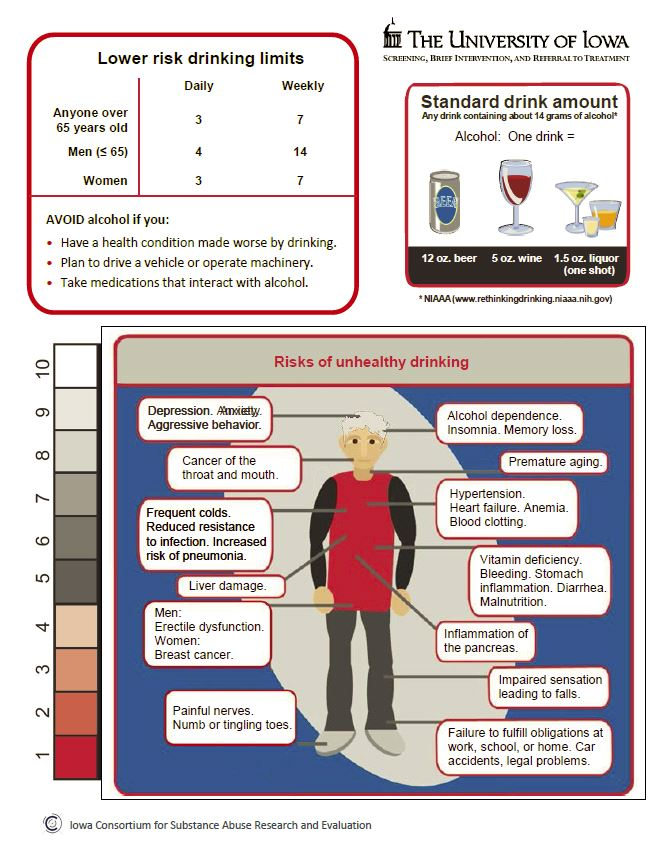 Lower risk drinking limits
Daily Weekly
Anyone over
65 years old 3 7
Men (≤ 65) 4 14
Women 3 7
AVOID alcohol if you:
• Have a health condition made worse by drinking.
• Plan to drive a vehicle or operate machinery.
• Take medications that interact with alcohol.
THE UNIVERSITY OF IOWA
SCREENING, BRIEF INTERVENTION, AND REFERRAL TO TREATMENT
Standard drink amount
Any drink containing about 14 grams of alcohol*
Alcohol: One drink =
BEER
12 oz. beer 5 oz. wine 1.5 oz. liquor
(one shot)
* NIAAA (www.rethinkingdrinking.niaaa.nih.gov)
10
9
8
7
6
5
4
3
2
1
Risks of unhealthy drinking
Depression. Anxiety.
Aggressive behavior.
Alcohol dependence.
Insomnia. Memory loss.
Cancer of the
throat and mouth.
Premature aging.
Frequent colds.
Reduced resistance
to infection. Increased
risk of pneumonia.
Hypertension.
Heart failure. Anemia.
Blood clotting.
Liver damage.
Vitamin deficiency.
Bleeding. Stomach
inflammation. Diarrhea.
Malnutrition.
Men:
Erectile dysfunction.
Women:
Breast cancer.
Inflammation of
the pancreas.
Impaired sensation
leading to falls.
Painful nerves.
Numb or tingling toes.
Failure to fulfill obligations at
work, school, or home. Car
accidents, legal problems.
Iowa Consortium for Substance Abuse Research and Evaluation